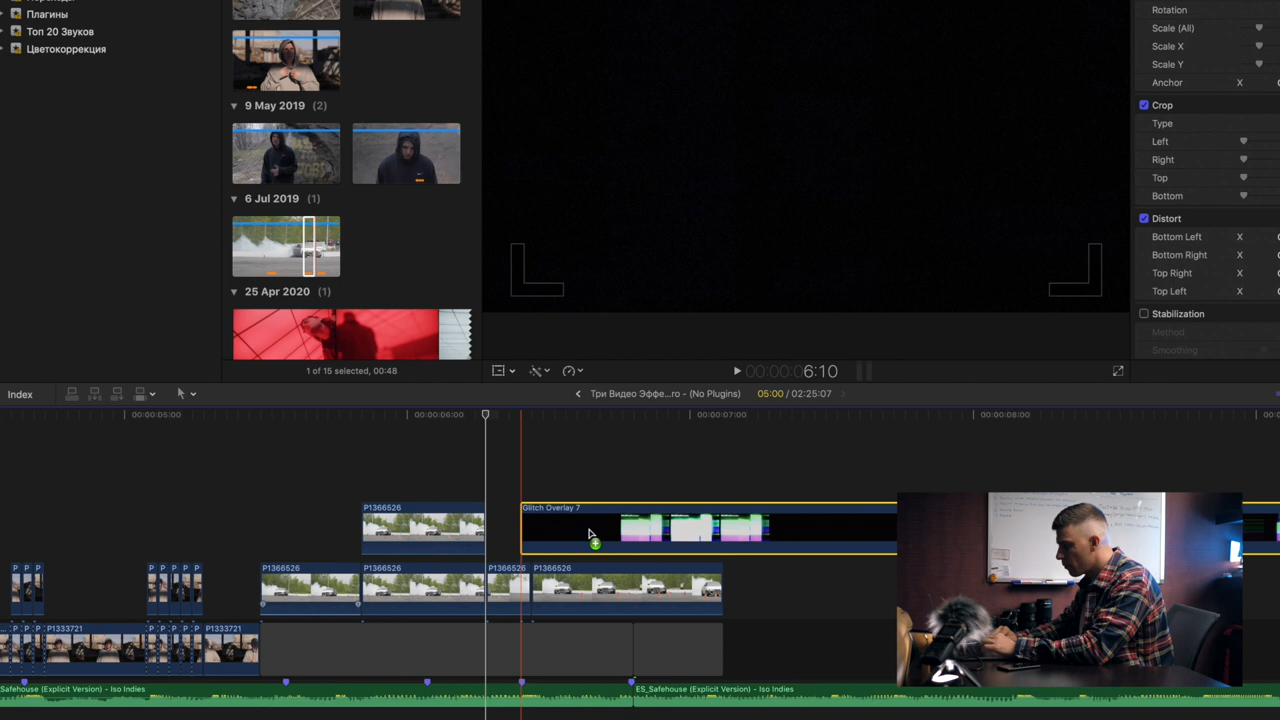 Плагины
Топ 20 Звуков
Цветокоррекция
9 May 2019 (2)
6 Jul 2019 (1)
25 Apr 2020 (1)
1 of 15 selected, 00:48
00:00:06:10
Rotation
Scale (All)
Scale X
Scale Y
Anchor X
Crop
Type
Left
Right
Top
Bottom
Distort
Bottom Left X
Bottom Right X
Top Right X
Top Left X
Stabilization
Method
Smoothing
Index
Три Видео Эффе...ro - (No Plugins)
05:00 / 02:25:07
00:00:05:00
00:00:06:00
00:00:07:00
00:00:08:00
P1366526
Glitch Overlay 7
P P P
P P P P P
P1366526
P1366526
P1366526
P1366526
P P P
P1333721
P P P P P
P1333721
Safehouse (Explicit Version) - Iso Indies
ES_Safehouse (Explicit Version) - Iso Indies